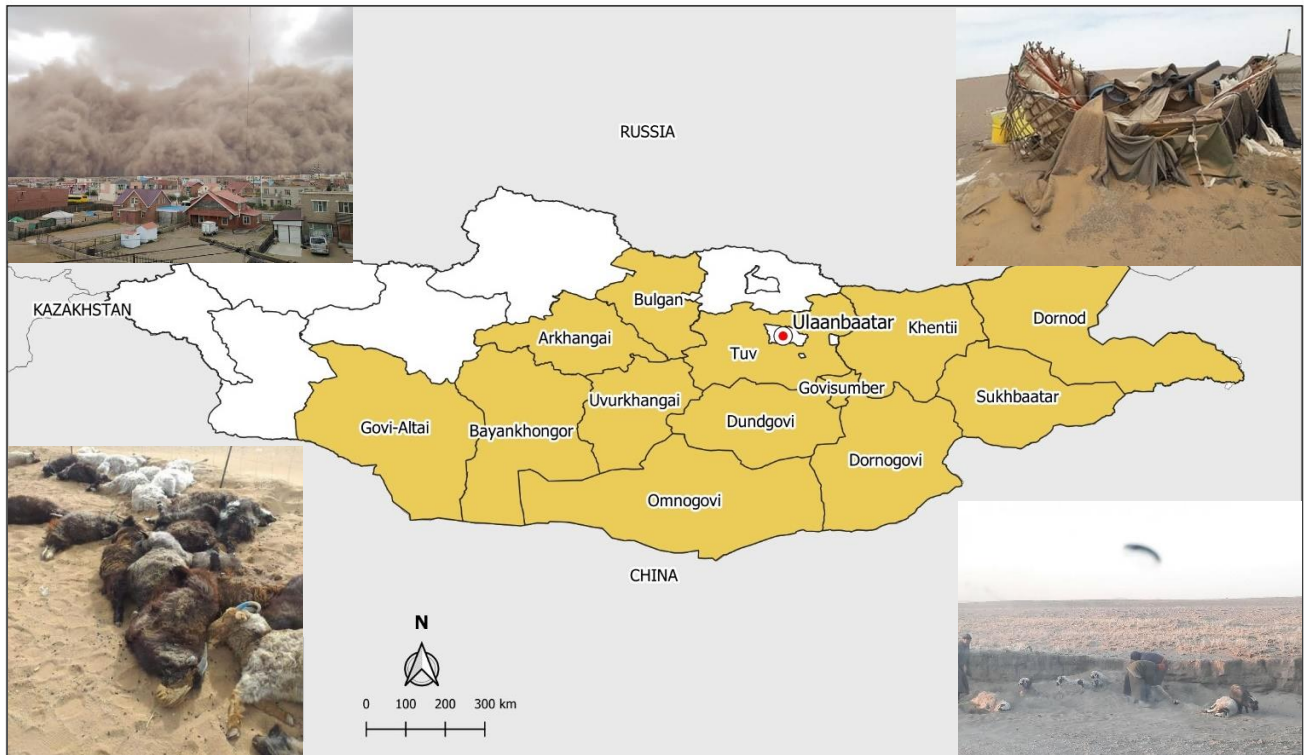 RUSSIA
KAZAKHSTAN
Bulgan
Ulaanbaatar
Khentii
Dornod
Arkhangai
Tuv
Uvurkhangai
Govisumber
Sukhbaatar
Govi-Altai
Bayankhongor
Dundgovi
Dornogovi
Omnogovi
CHINA
N
0 100 200 300 km